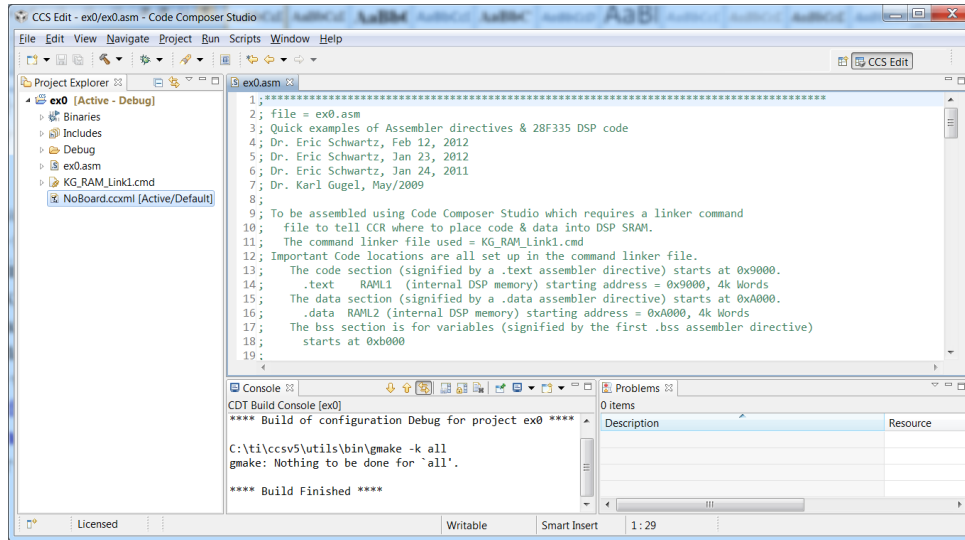 CCS Edit - ex0/ex0.asm - Code Composer Studio
File Edit View Navigate Project Run Scripts Window Help
CCS Edit
Project Explorer
ex0 [Active - Debug]
Binaries
Includes
Debug
ex0.asm
KG_RAM_Link1.cmd
NoBoard.ccxml [Active/Default]
ex0.asm
1;****************************************************************************************
2; file = ex0.asm
3; Quick examples of Assembler directives & 28F335 DSP code
4; Dr. Eric Schwartz, Feb 12, 2012
5; Dr. Eric Schwartz, Jan 23, 2012
6; Dr. Eric Schwartz, Jan 24, 2011
7; Dr. Karl Gugel, May/2009
8;
9; To be assembled using Code Composer Studio which requires a linker command
10;   file to tell CCR where to place code & data into DSP SRAM.
11;   The command linker file used = KG_RAM_Link1.cmd
12; Important Code locations are all set up in the command linker file.
13;    The code section (signified by a .text assembler directive) starts at 0x9000.
14;      .text    RAML1  (internal DSP memory) starting address = 0x9000, 4k Words
15;    The data section (signified by a .data assembler directive) starts at 0xA000.
16;      .data  RAML2 (internal DSP memory) starting address = 0xA000, 4k Words
17;    The bss section is for variables (signified by the first .bss assembler directive)
18;      starts at 0xb000
19;
Console
CDT Build Console [ex0]
**** Build of configuration Debug for project ex0 ****
C:\ti\ccsv5\utils\bin\gmake -k all
gmake: Nothing to be done for `all'.
**** Build Finished ****
Problems
0 items
Description Resource
Licensed Writable Smart Insert 1 : 29